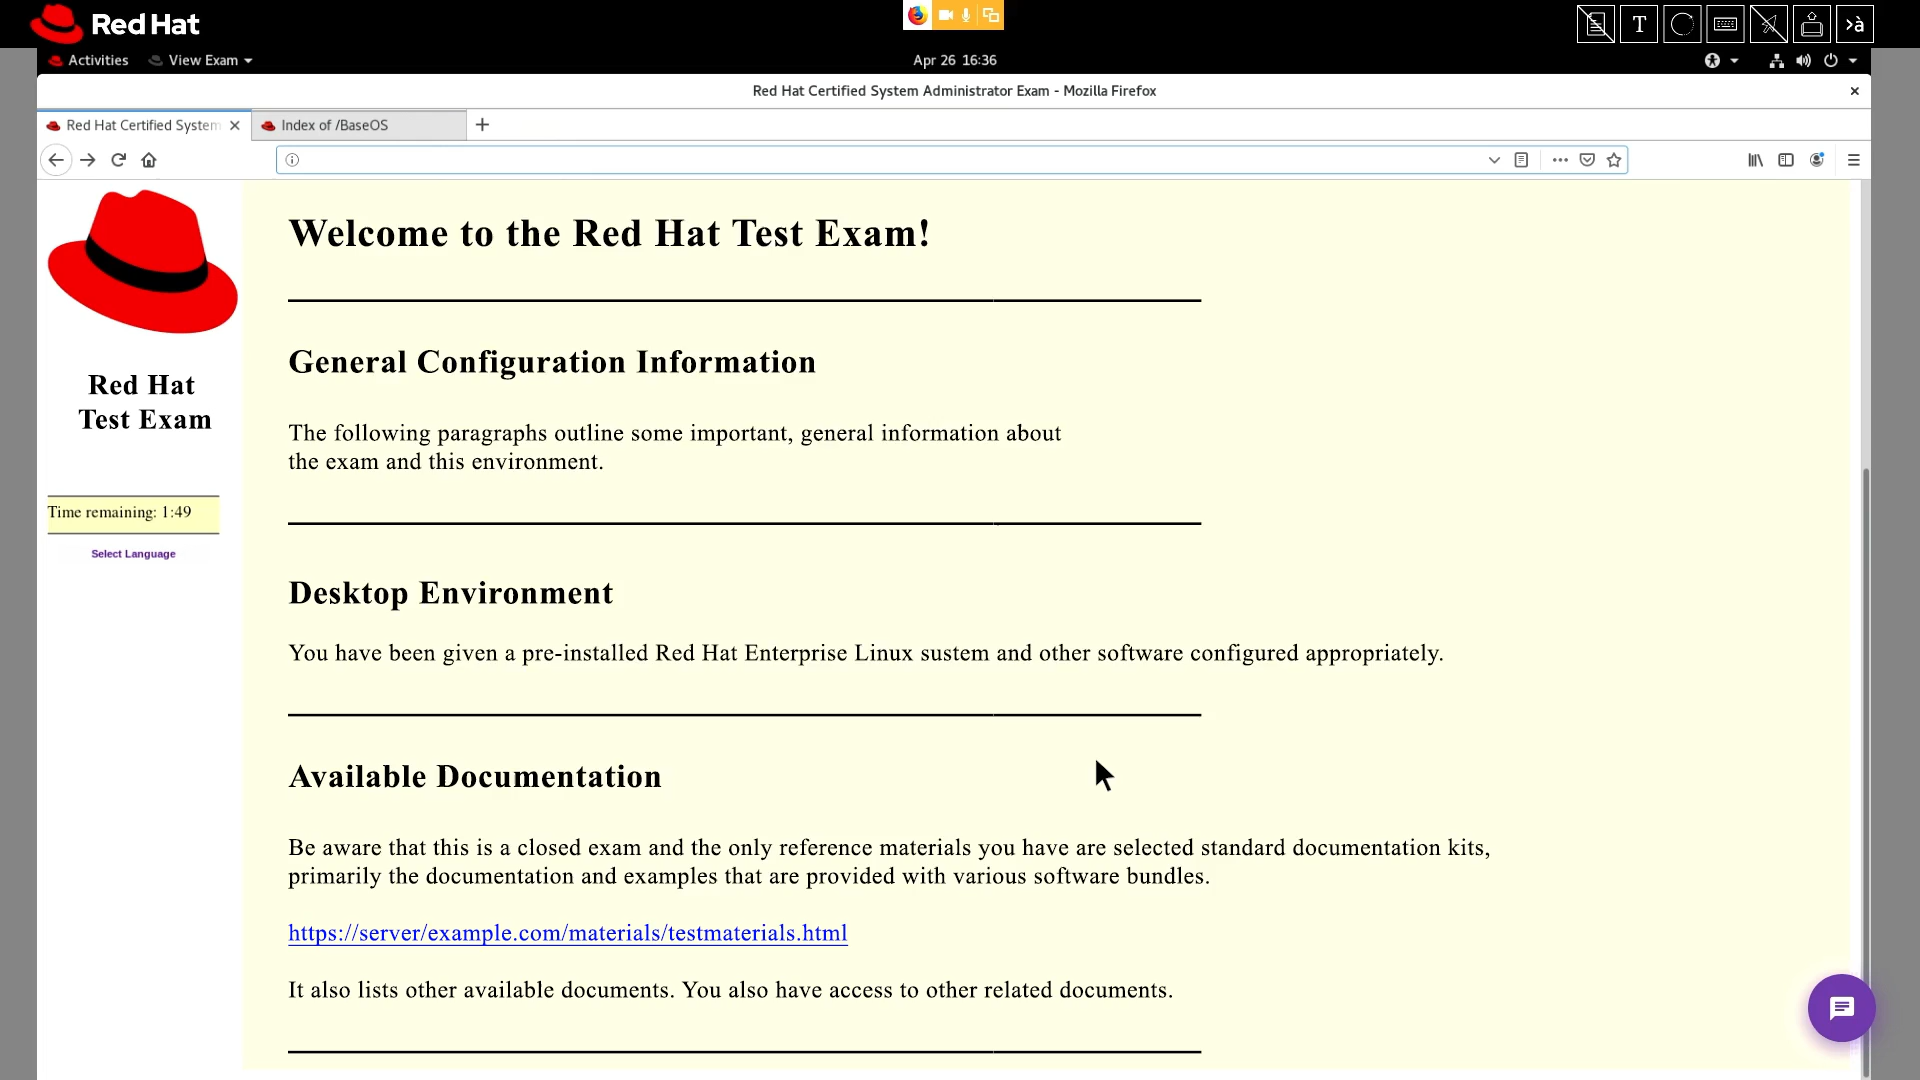 Red Hat
T
>à
Activities View Exam Apr 26 16:36
Red Hat Certified System Administrator Exam - Mozilla Firefox
Red Hat Certified System Index of /BaseOS
Welcome to the Red Hat Test Exam!
General Configuration Information
Red Hat
Test Exam
The following paragraphs outline some important, general information about
the exam and this environment.
Time remaining: 1:49
Select Language
Desktop Environment
You have been given a pre-installed Red Hat Enterprise Linux sustem and other software configured appropriately.
Available Documentation
Be aware that this is a closed exam and the only reference materials you have are selected standard documentation kits,
primarily the documentation and examples that are provided with various software bundles.
https://server/example.com/materials/testmaterials.html
It also lists other available documents. You also have access to other related documents.